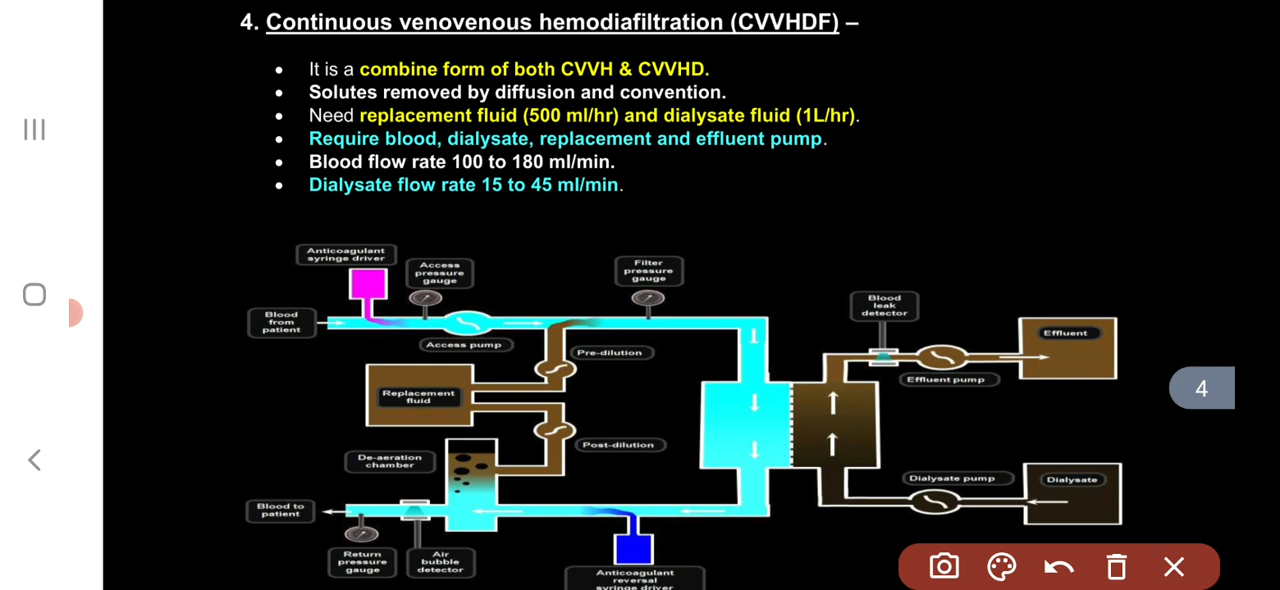 4. Continuous venovenous hemodiafiltration (CVVHDF) –
• It is a combine form of both CVVH & CVVHD.
• Solutes removed by diffusion and convention.
• Need replacement fluid (500 ml/hr) and dialysate fluid (1L/hr).
• Require blood, dialysate, replacement and effluent pump.
• Blood flow rate 100 to 180 ml/min.
• Dialysate flow rate 15 to 45 ml/min.
Anticoagulant
syringe driver
Access
pressure
gauge
Filter
pressure
gauge
Blood
leak
detector
Blood
from
patient
Effluent
Access pump
Pre-dilution
Effluent pump
Replacement
fluid
4
Post-dilution
De-aeration
chamber
Dialysate pump
Dialysate
Blood to
patient
Return
pressure
gauge
Air
bubble
detector
Anticoagulant
reversal
syringe driver